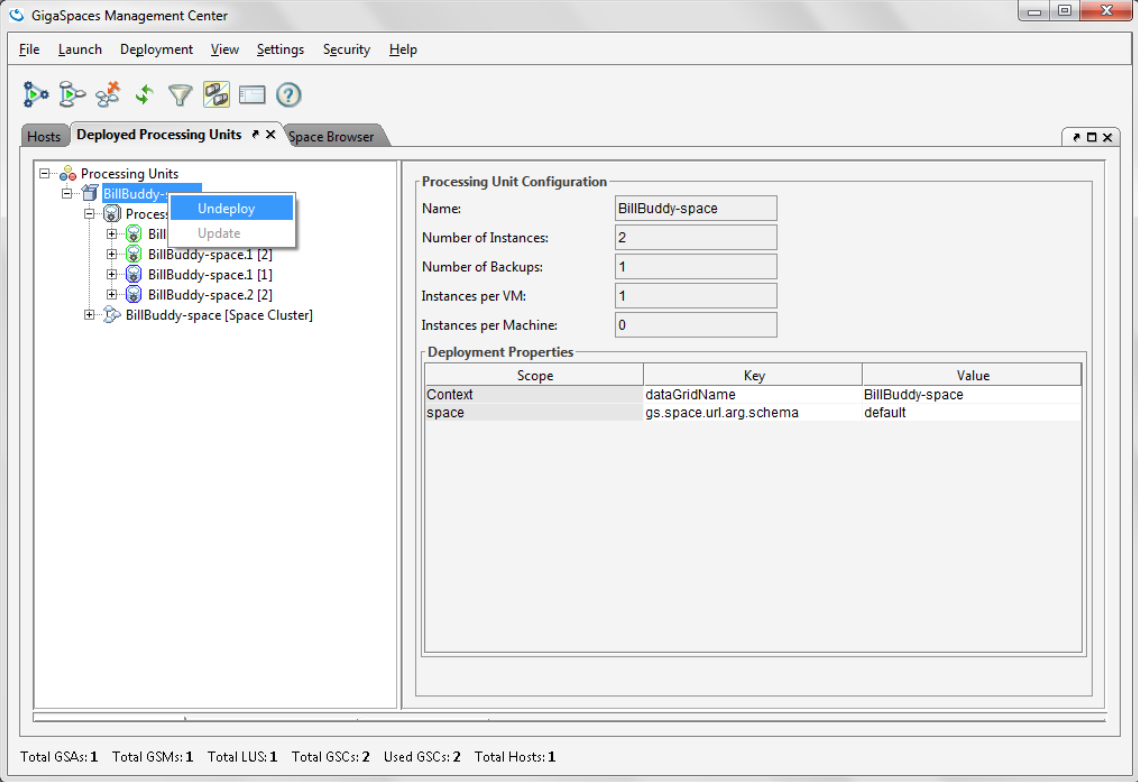 GigaSpaces Management Center
File Launch Deployment View Settings Security Help
Hosts Deployed Processing Units Space Browser
Processing Units
BillBuddy-s
Undeploy
Process
Update
Bill
BillBuddy-space.1 [2]
BillBuddy-space.1 [1]
BillBuddy-space.2 [2]
BillBuddy-space [Space Cluster]
Processing Unit Configuration
Name: BillBuddy-space
Number of Instances: 2
Number of Backups: 1
Instances per VM: 1
Instances per Machine: 0
Deployment Properties
Scope Key Value
Context dataGridName BillBuddy-space
space gs.space.url.arg.schema default
Total GSAs: 1 Total GSMs: 1 Total LUS: 1 Total GSCs: 2 Used GSCs: 2 Total Hosts: 1